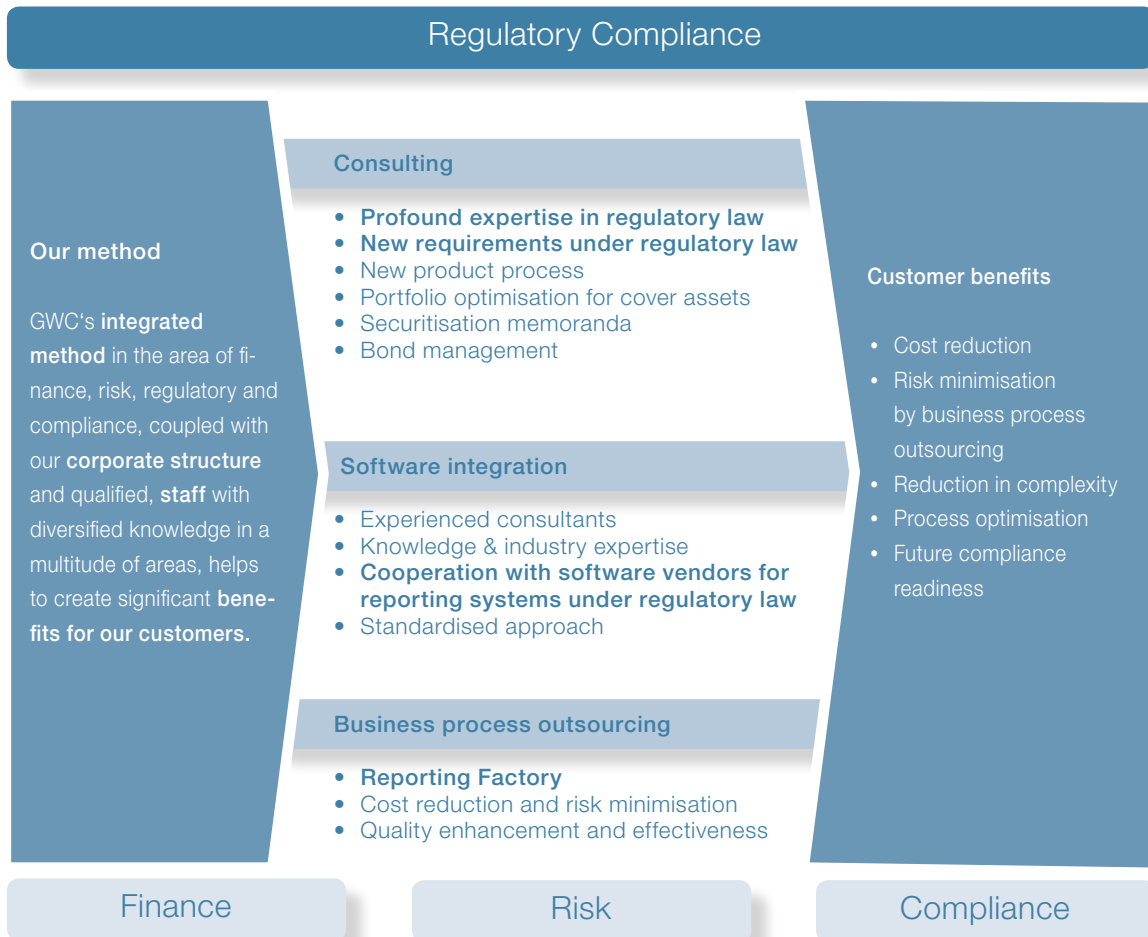 Regulatory Compliance
Our method
GWC‘s integrated
method in the area of fi-
nance, risk, regulatory and
compliance, coupled with
our corporate structure
and qualified, staff with
diversified knowledge in a
multitude of areas, helps
to create significant bene-
fits for our customers.
Consulting
• Profound expertise in regulatory law
• New requirements under regulatory law
• New product process
• Portfolio optimisation for cover assets
• Securitisation memoranda
• Bond management
Software integration
• Experienced consultants
• Knowledge & industry expertise
• Cooperation with software vendors for
reporting systems under regulatory law
• Standardised approach
Business process outsourcing
• Reporting Factory
• Cost reduction and risk minimisation
• Quality enhancement and effectiveness
Customer benefits
• Cost reduction
• Risk minimisation
by business process
outsourcing
• Reduction in complexity
• Process optimisation
• Future compliance
readiness
Finance
Risk
Compliance